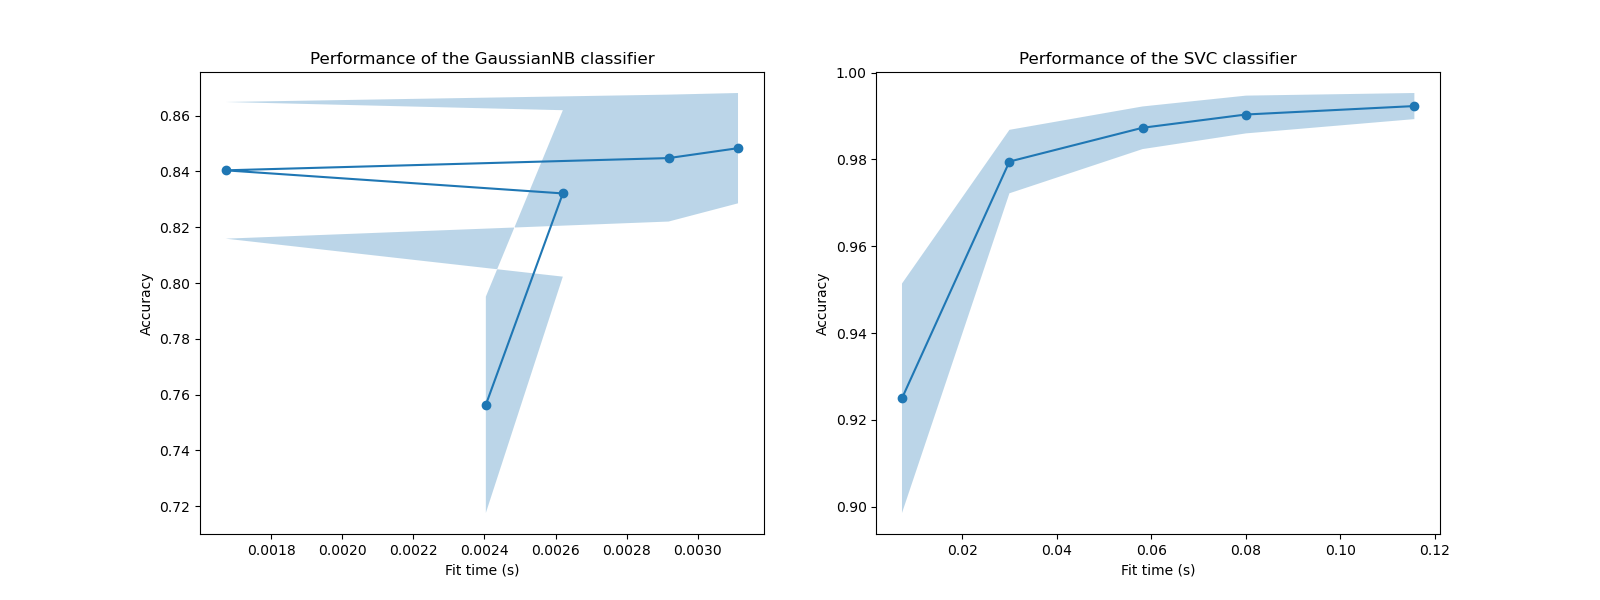 Performance of the GaussianNB classifier
Accuracy
0.86
0.84
0.82
0.80
0.78
0.76
0.74
0.72
0.0018 0.0020 0.0022 0.0024 0.0026 0.0028 0.0030
Fit time (s)
Performance of the SVC classifier
Accuracy
1.00
0.98
0.96
0.94
0.92
0.90
0.02 0.04 0.06 0.08 0.10 0.12
Fit time (s)